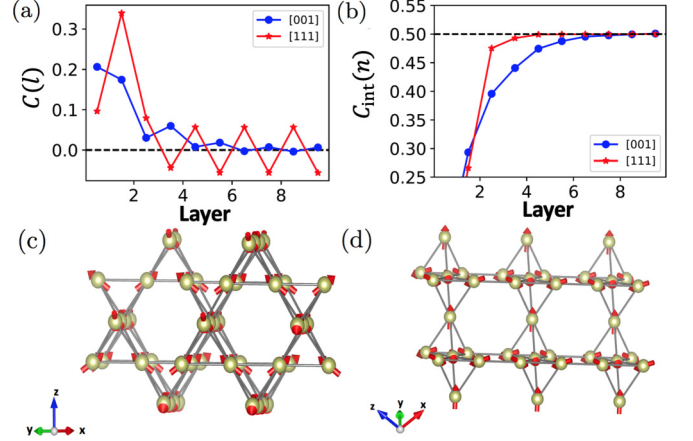 (a)
C(l)
0.3
0.2
0.1
0.0
[001]
[111]
2
4
6
8
Layer
(b)
C_int(n)
0.55
0.50
0.45
0.40
0.35
0.30
0.25
[001]
[111]
2
4
6
8
Layer
(c)
z
y
x
(d)
z
y
x